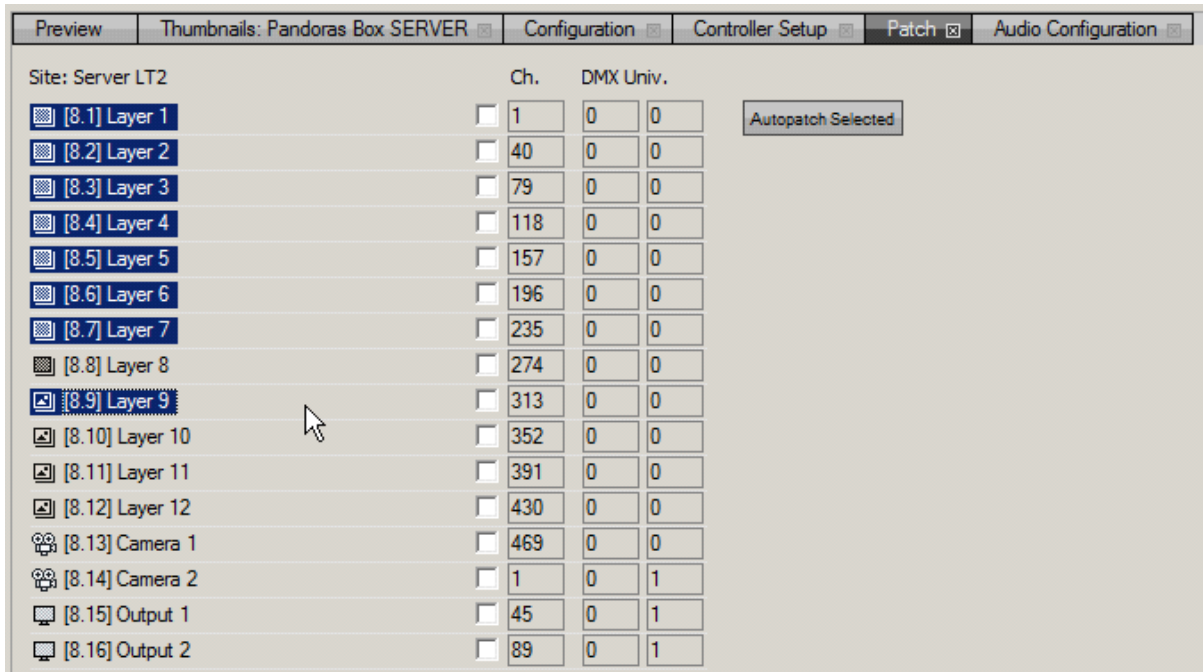 Preview Thumbnails: Pandoras Box SERVER Configuration Controller Setup Patch Audio Configuration
Site: Server LT2 Ch. DMX Univ.
[8.1] Layer 1 1 0 0 Autopatch Selected
[8.2] Layer 2 40 0 0
[8.3] Layer 3 79 0 0
[8.4] Layer 4 118 0 0
[8.5] Layer 5 157 0 0
[8.6] Layer 6 196 0 0
[8.7] Layer 7 235 0 0
[8.8] Layer 8 274 0 0
[8.9] Layer 9 313 0 0
[8.10] Layer 10 352 0 0
[8.11] Layer 11 391 0 0
[8.12] Layer 12 430 0 0
[8.13] Camera 1 469 0 0
[8.14] Camera 2 1 0 1
[8.15] Output 1 45 0 1
[8.16] Output 2 89 0 1